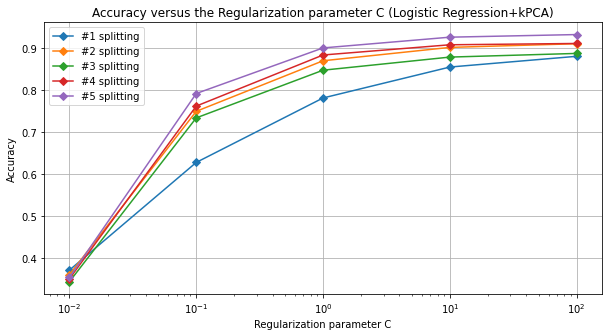 Accuracy versus the Regularization parameter C (Logistic Regression+kPCA)
#1 splitting
#2 splitting
#3 splitting
#4 splitting
#5 splitting
Accuracy
0.9
0.8
0.7
0.6
0.5
0.4
10⁻² 10⁻¹ 10⁰ 10¹ 10²
Regularization parameter C